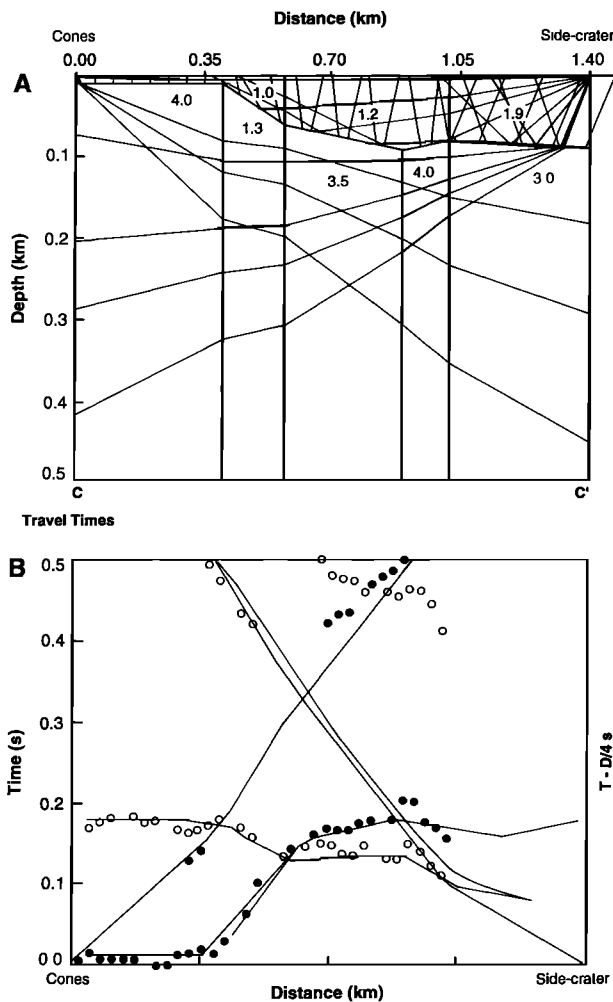 Distance (km)
Cones
Side-crater
0.00 0.35 0.70 1.05 1.40
A
4.0
1.0
1.3
1.2
1.9
3.5
4.0
3 0
0.1
0.2
0.3
0.4
0.5
Depth (km)
C C'
Travel Times
B
0.5
0.4
0.3
0.2
0.1
0 0
Time (s)
T - D/4 s
Cones
Distance (km)
Side-crater